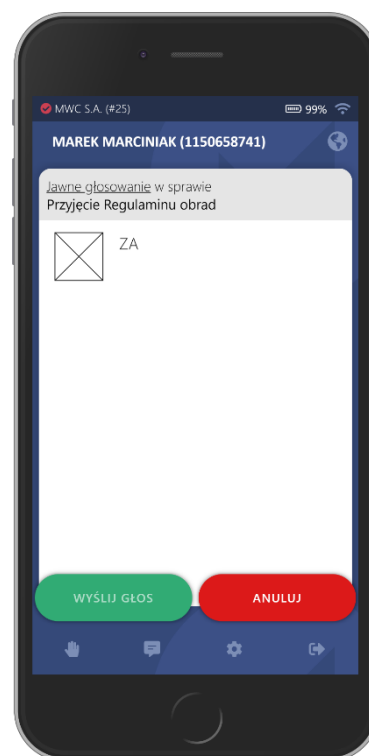 MWC S.A. (#25) 99%
MAREK MARCINIAK (1150658741)
Jawne głosowanie w sprawie
Przyjęcie Regulaminu obrad
ZA
WYŚLIJ GŁOS ANULUJ